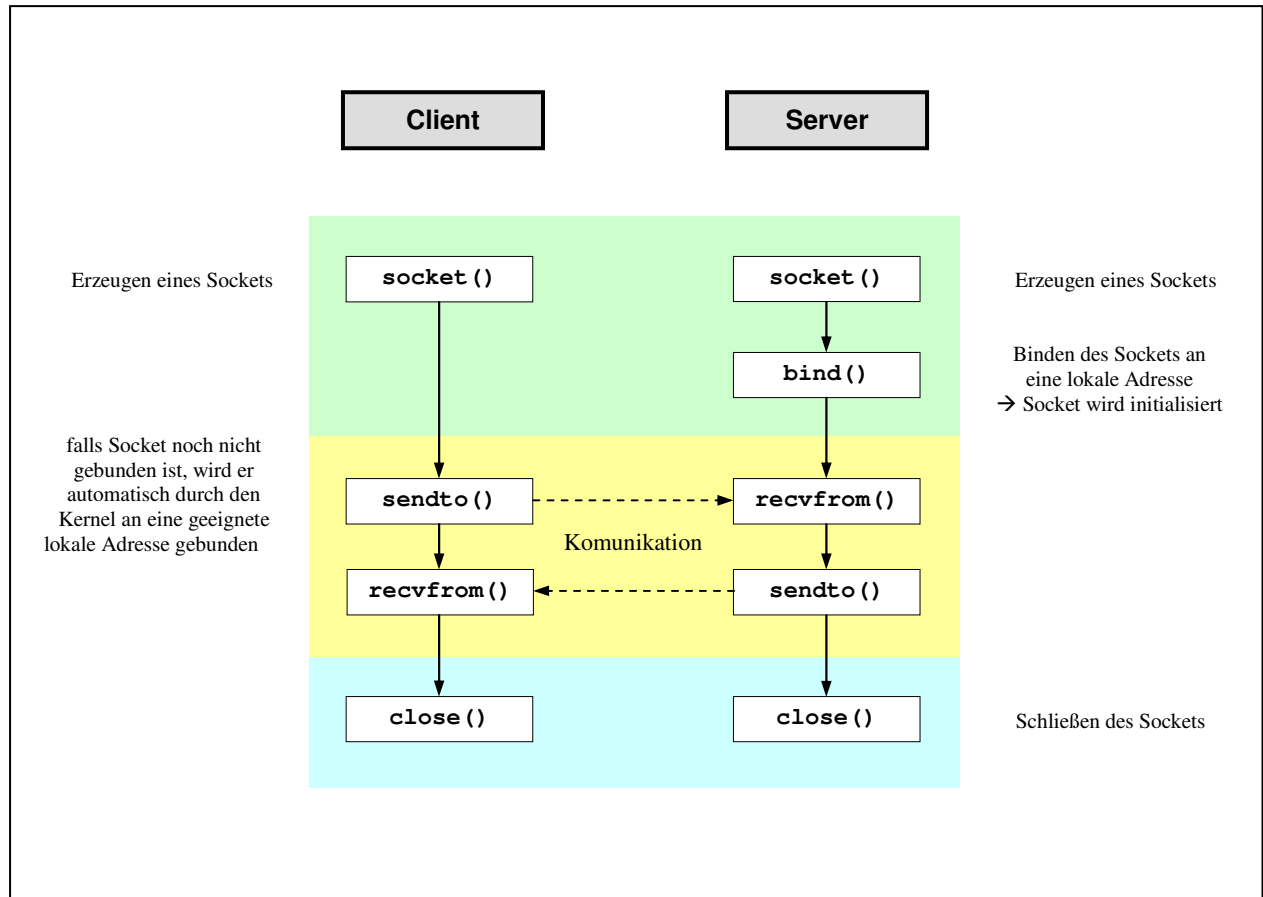 Client
Server
Erzeugen eines Sockets
socket()
socket()
Erzeugen eines Sockets
bind()
Binden des Sockets an
eine lokale Adresse
→ Socket wird initialisiert
falls Socket noch nicht
gebunden ist, wird er
automatisch durch den
Kernel an eine geeignete
lokale Adresse gebunden
sendto()
recvfrom()
Komunikation
recvfrom()
sendto()
close()
close()
Schließen des Sockets